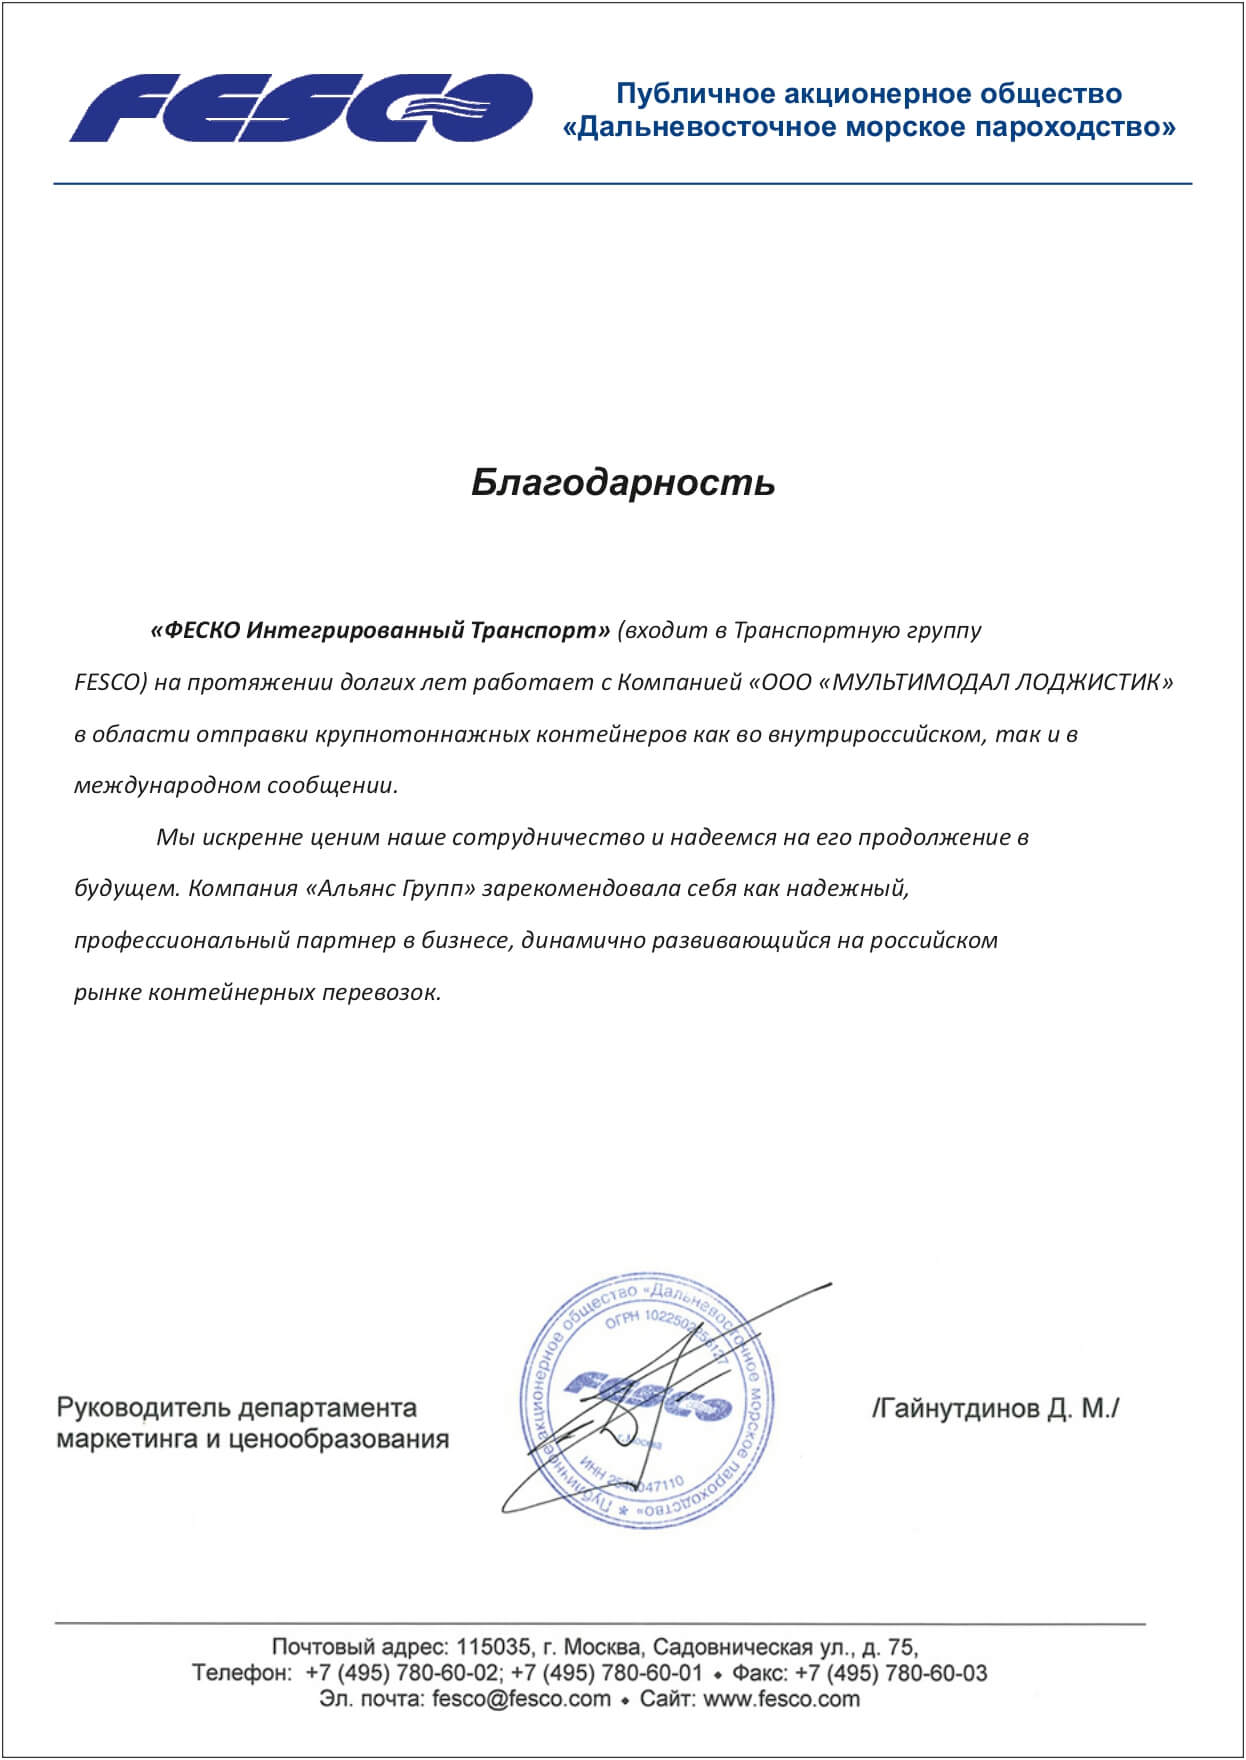 FESCO
Публичное акционерное общество
«Дальневосточное морское пароходство»
Благодарность
«ФЕСКО Интегрированный Транспорт» (входит в Транспортную группу
FESCO) на протяжении долгих лет работает с Компанией «ООО «МУЛЬТИМОДАЛ ЛОДЖИСТИК»
в области отправки крупнотоннажных контейнеров как во внутрироссийском, так и в
международном сообщении.
Мы искренне ценим наше сотрудничество и надеемся на его продолжение в
будущем. Компания «Альянс Групп» зарекомендовала себя как надежный,
профессиональный партнер в бизнесе, динамично развивающийся на российском
рынке контейнерных перевозок.
Руководитель департамента
маркетинга и ценообразования
Публичное акционерное общество «Дальневосточное морское пароходство» *
ОГРН
FESCO
г. Москва
ИНН
/Гайнутдинов Д. М./
Почтовый адрес: 115035, г. Москва, Садовническая ул., д. 75,
Телефон: +7 (495) 780-60-02; +7 (495) 780-60-01 • Факс: +7 (495) 780-60-03
Эл. почта: fesco@fesco.com • Сайт: www.fesco.com